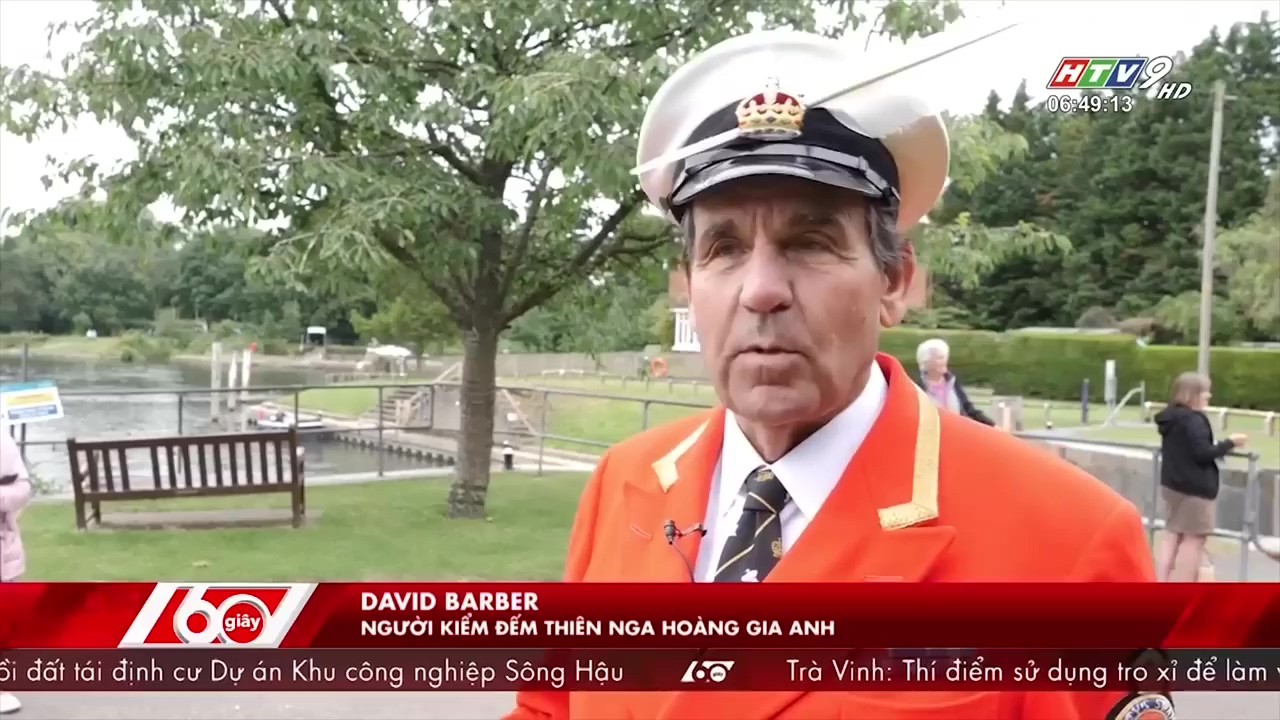 HTV9 HD
06:49:13
60 giây
DAVID BARBER
NGƯỜI KIỂM ĐẾM THIÊN NGA HOÀNG GIA ANH
đất tái định cư Dự án Khu công nghiệp Sông Hậu 60 giây Trà Vinh: Thí điểm sử dụng tro xỉ để làm